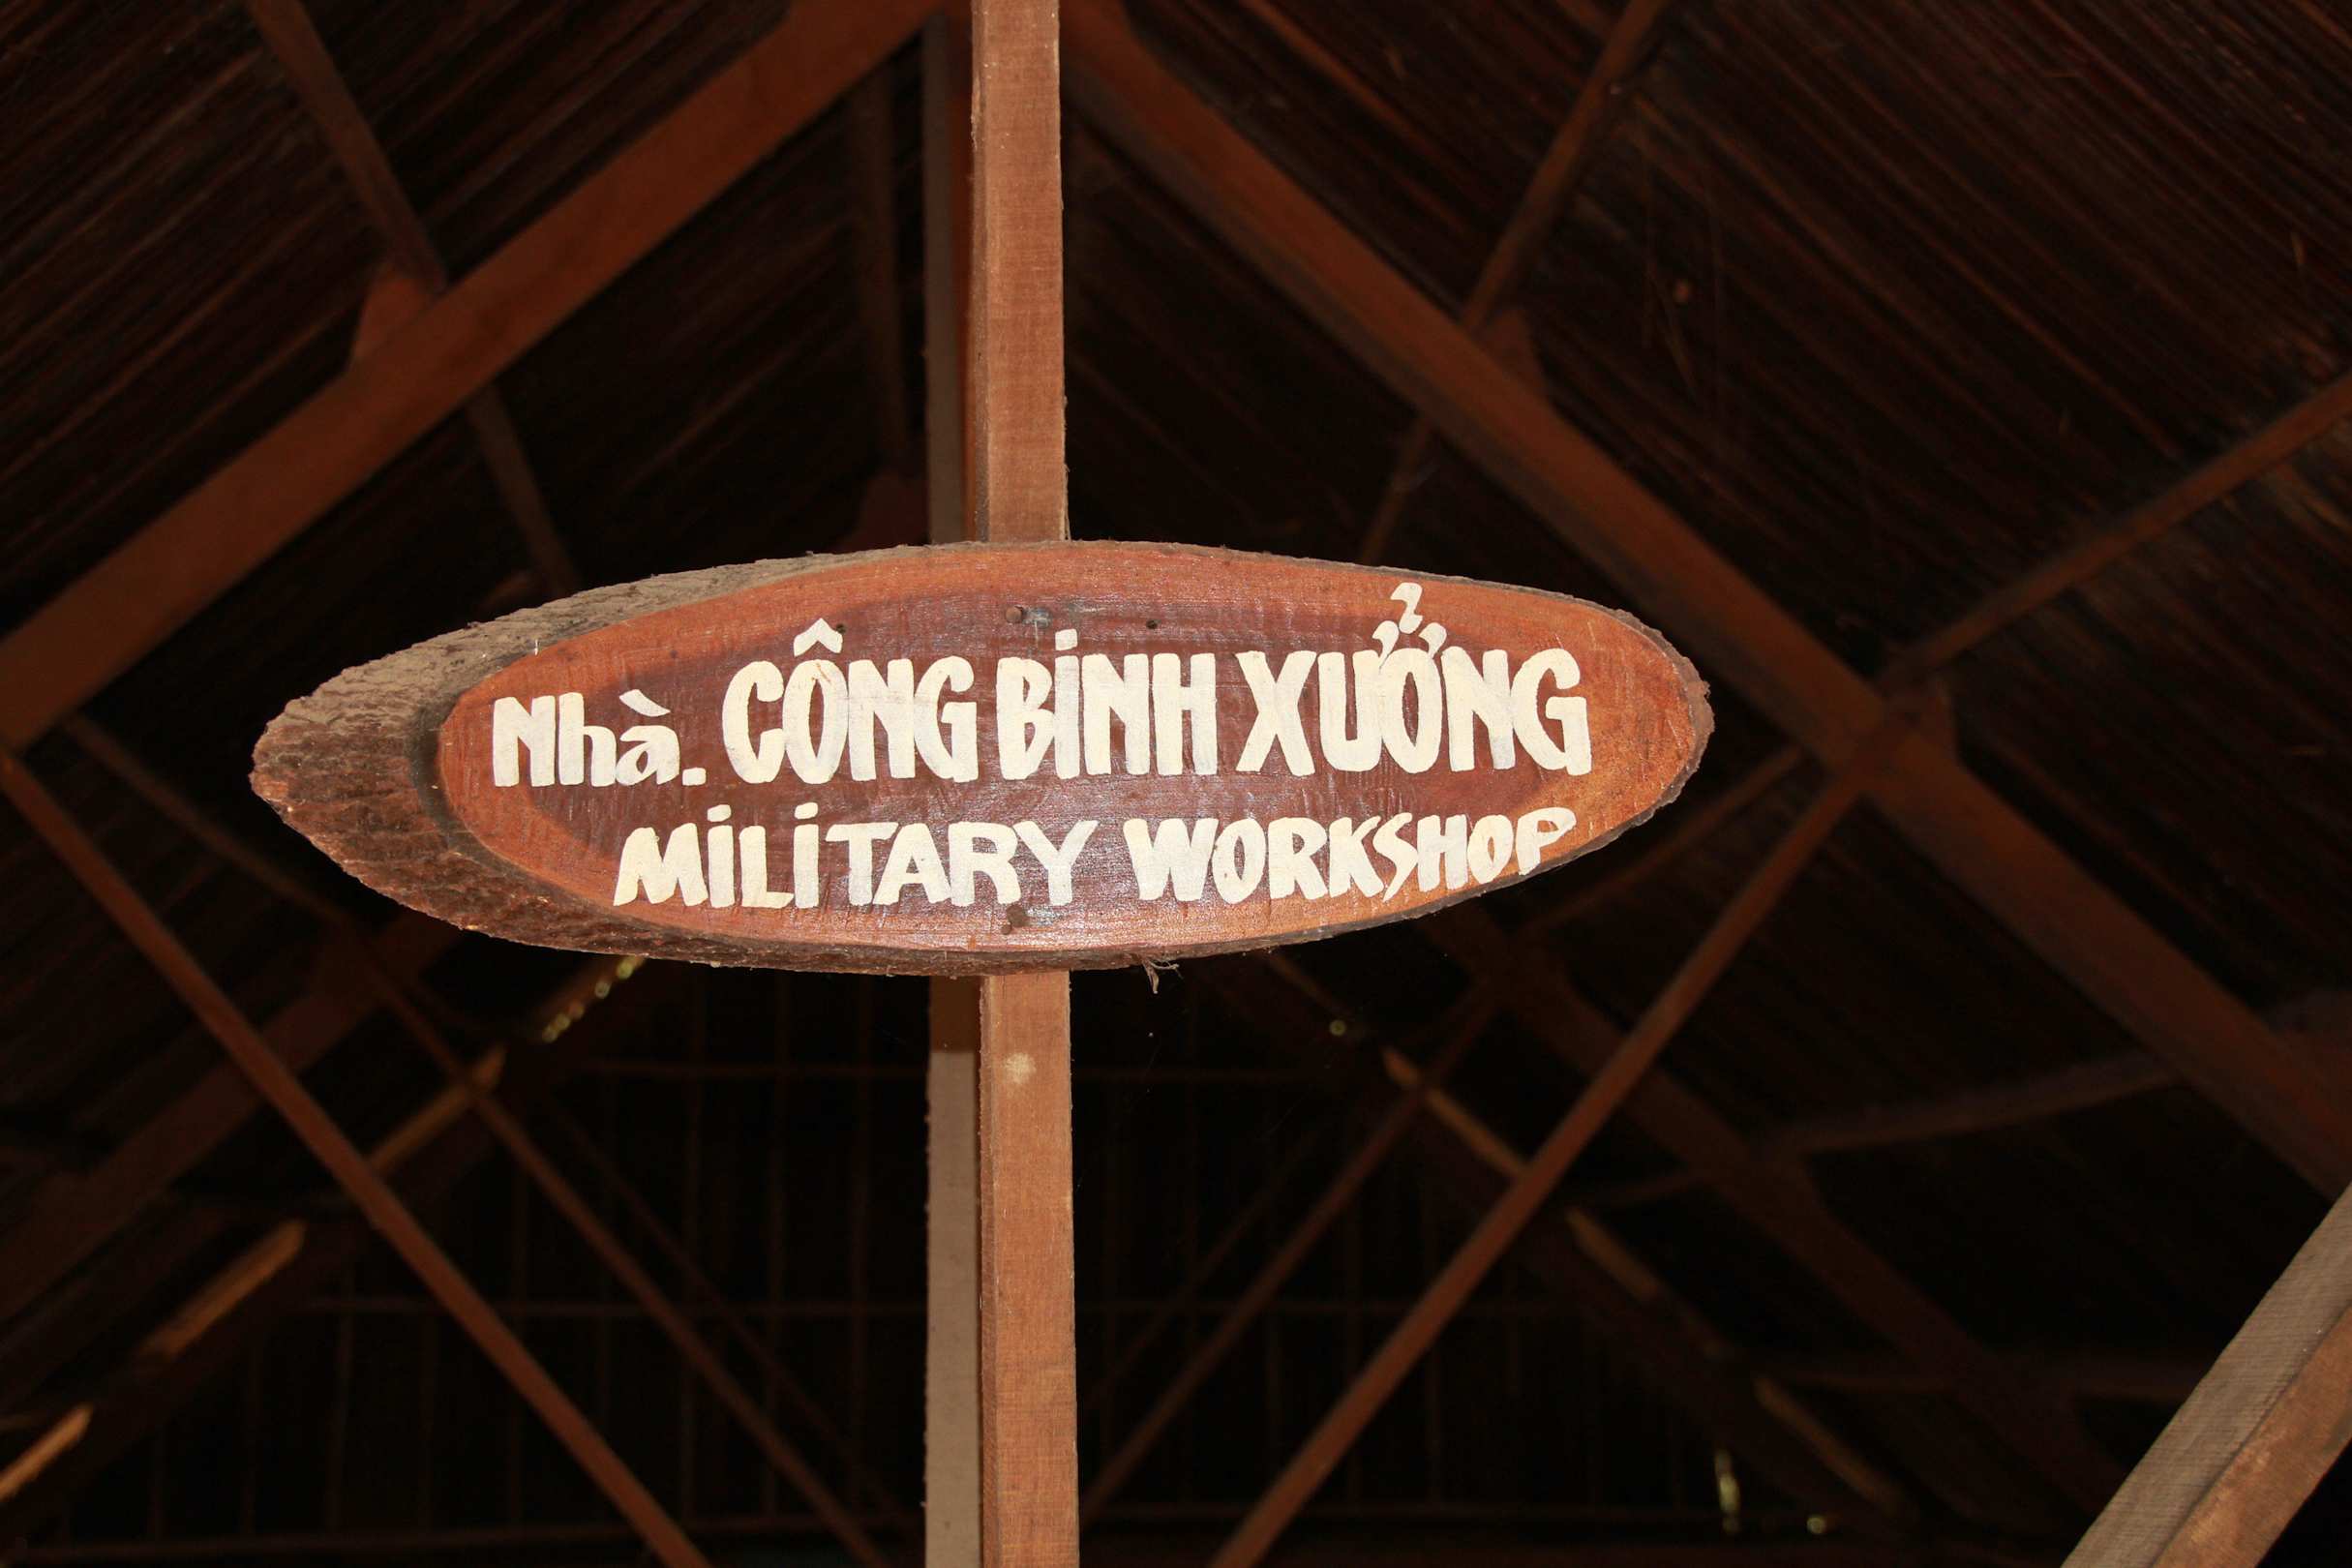 Nhà. CÔNG BiNH XƯỞNG
MiLiTARY WORKSHOP